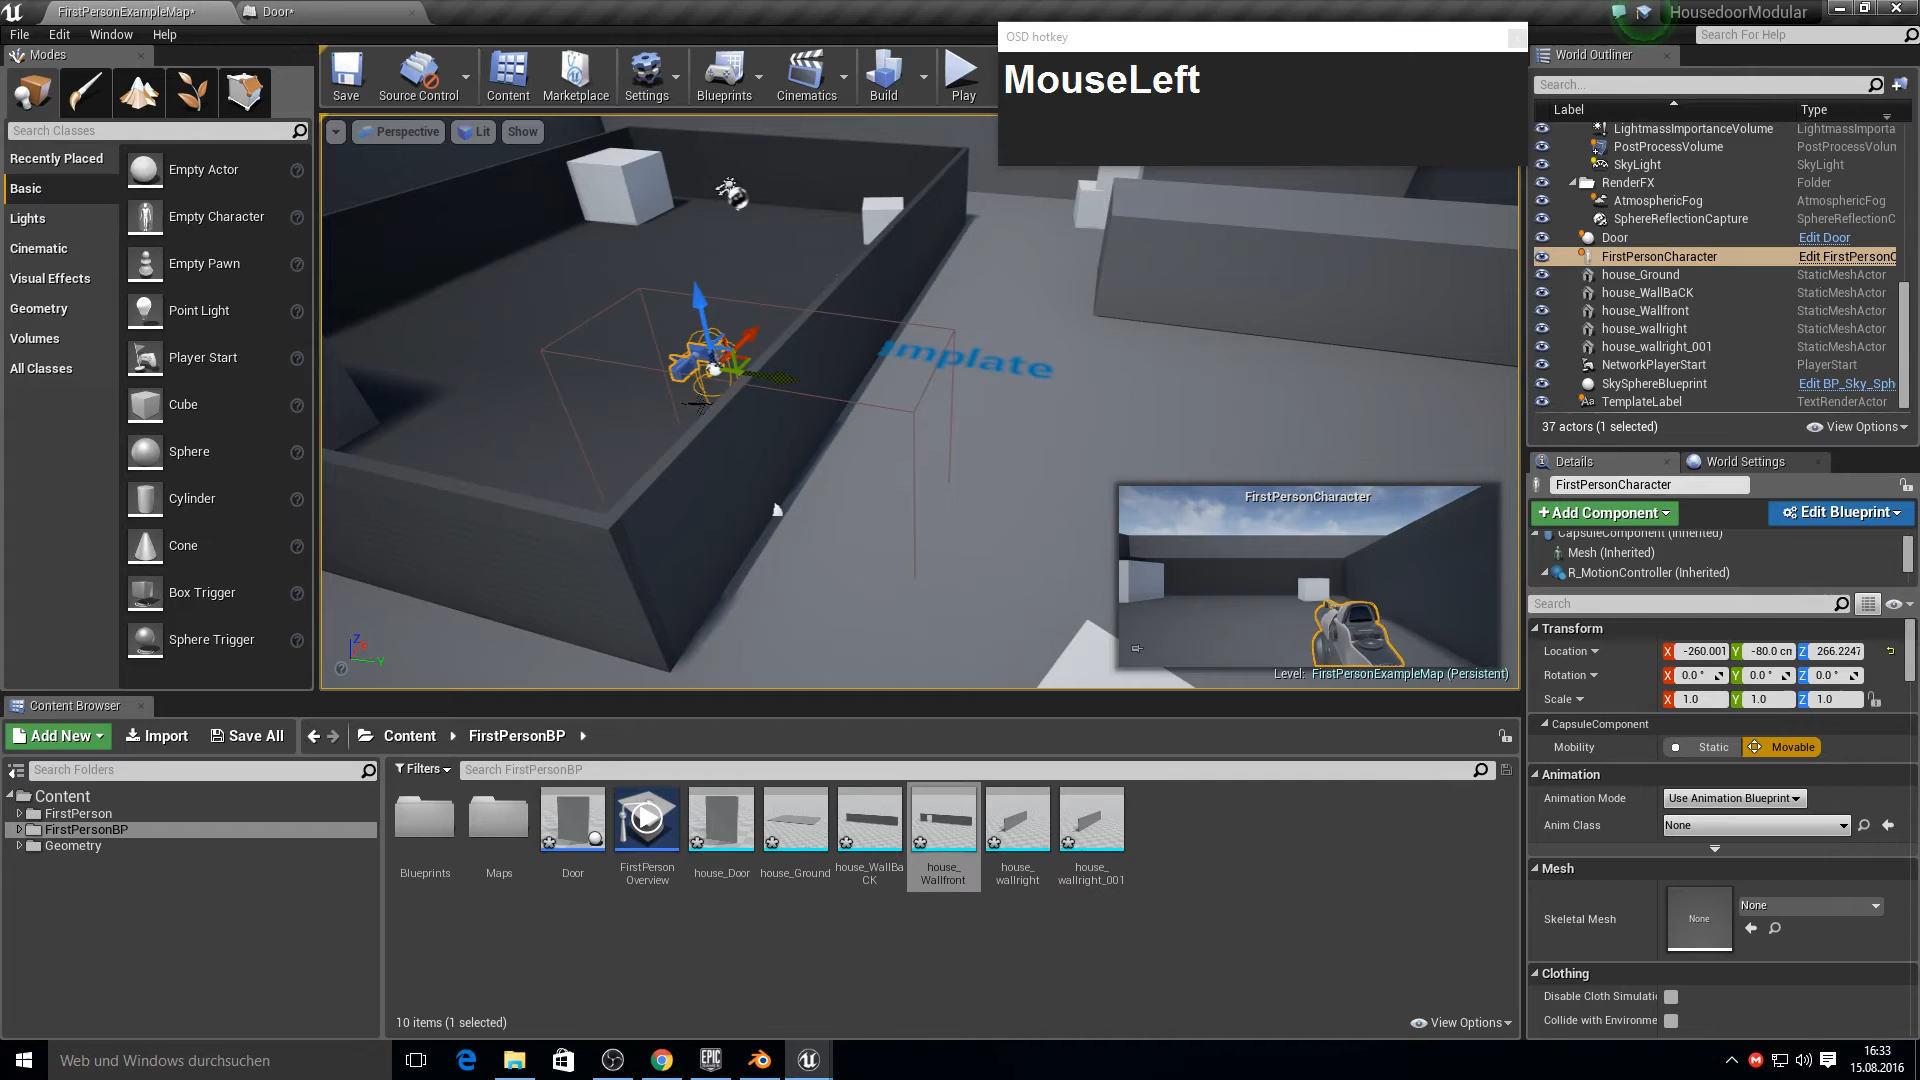 FirstPersonExampleMap*
Door*
HousedoorModular
File Edit Window Help
Search For Help
OSD hotkey
MouseLeft
Modes
Search Classes
Recently Placed
Basic
Lights
Cinematic
Visual Effects
Geometry
Volumes
All Classes
Empty Actor
Empty Character
Empty Pawn
Point Light
Player Start
Cube
Sphere
Cylinder
Cone
Box Trigger
Sphere Trigger
Save
Source Control
Content
Marketplace
Settings
Blueprints
Cinematics
Build
Play
Perspective
Lit
Show
mplate
FirstPersonCharacter
Level: FirstPersonExampleMap (Persistent)
Z
X
Y
World Outliner
Search...
Label Type
LightmassImportanceVolume LightmassImporta
PostProcessVolume PostProcessVolun
SkyLight SkyLight
RenderFX Folder
AtmosphericFog AtmosphericFog
SphereReflectionCapture SphereReflectionC
Door Edit Door
FirstPersonCharacter Edit FirstPersonC
house_Ground StaticMeshActor
house_WallBaCK StaticMeshActor
house_Wallfront StaticMeshActor
house_wallright StaticMeshActor
house_wallright_001 StaticMeshActor
NetworkPlayerStart PlayerStart
SkySphereBlueprint Edit BP_Sky_Sph
TemplateLabel TextRenderActor
37 actors (1 selected)
View Options
Details
World Settings
FirstPersonCharacter
+Add Component
Edit Blueprint
CapsuleComponent (Inherited)
Mesh (Inherited)
R_MotionController (Inherited)
Search
Transform
Location X -260.001 Y -80.0 cm Z 266.2247
Rotation X 0.0 ° Y 0.0 ° Z 0.0 °
Scale X 1.0 Y 1.0 Z 1.0
CapsuleComponent
Mobility Static Movable
Animation
Animation Mode Use Animation Blueprint
Anim Class None
Mesh
Skeletal Mesh None None
Clothing
Disable Cloth Simulatio
Collide with Environme
Content Browser
Add New Import Save All Content FirstPersonBP
Search Folders
Filters
Search FirstPersonBP
Content
FirstPerson
FirstPersonBP
Geometry
Blueprints
Maps
Door
FirstPerson
Overview
house_Door
house_Ground
house_WallBa
CK
house_
Wallfront
house_
wallright
house_
wallright_001
10 items (1 selected)
View Options
Web und Windows durchsuchen
EPIC
16:33
15.08.2016